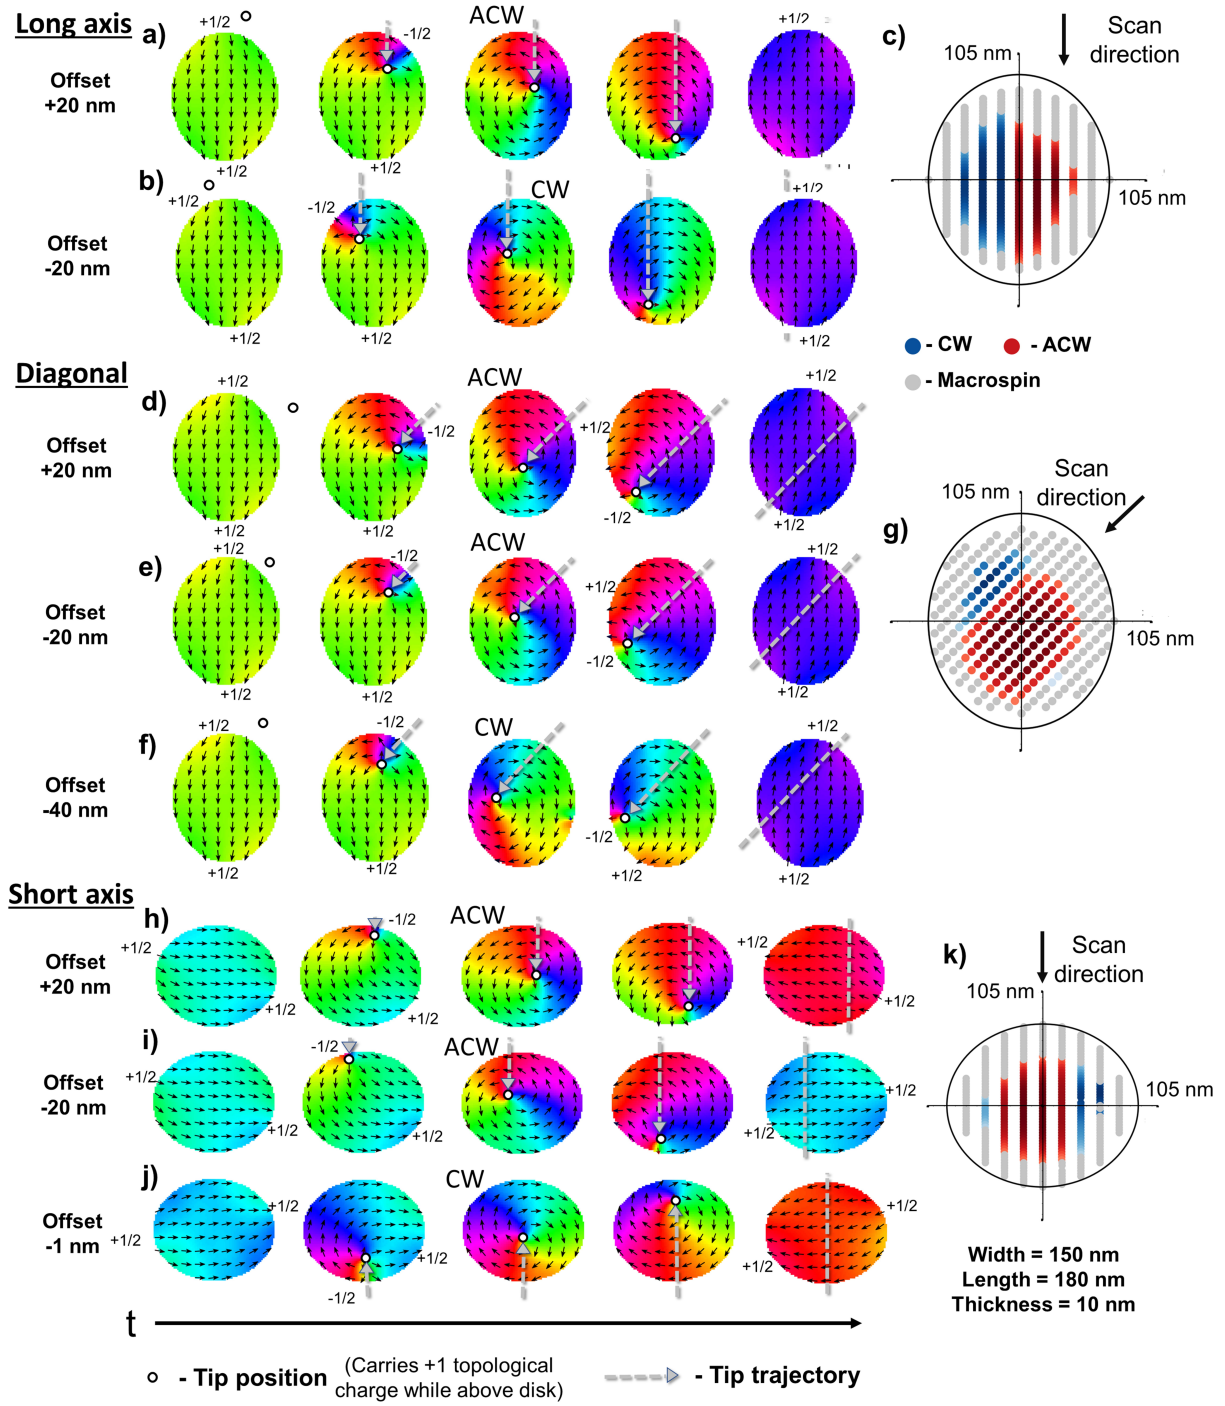 Long axis
a)
Offset
+20 nm
+1/2
+1/2
-1/2
+1/2
ACW
+1/2
b)
Offset
-20 nm
+1/2
+1/2
-1/2
+1/2
CW
+1/2
+1/2
c)
105 nm
Scan
direction
105 nm
- CW
- ACW
- Macrospin
Diagonal
d)
Offset
+20 nm
+1/2
+1/2
-1/2
+1/2
ACW
+1/2
-1/2
+1/2
+1/2
e)
Offset
-20 nm
+1/2
+1/2
-1/2
+1/2
ACW
+1/2
-1/2
+1/2
+1/2
f)
Offset
-40 nm
+1/2
+1/2
-1/2
+1/2
CW
-1/2
+1/2
+1/2
+1/2
g)
105 nm
Scan
direction
105 nm
Short axis
h)
Offset
+20 nm
+1/2
+1/2
-1/2
+1/2
ACW
+1/2
+1/2
i)
Offset
-20 nm
+1/2
+1/2
-1/2
+1/2
ACW
+1/2
+1/2
j)
Offset
-1 nm
+1/2
+1/2
-1/2
+1/2
CW
+1/2
+1/2
k)
105 nm
Scan
direction
105 nm
Width = 150 nm
Length = 180 nm
Thickness = 10 nm
t
- Tip position
(Carries +1 topological
charge while above disk)
- Tip trajectory